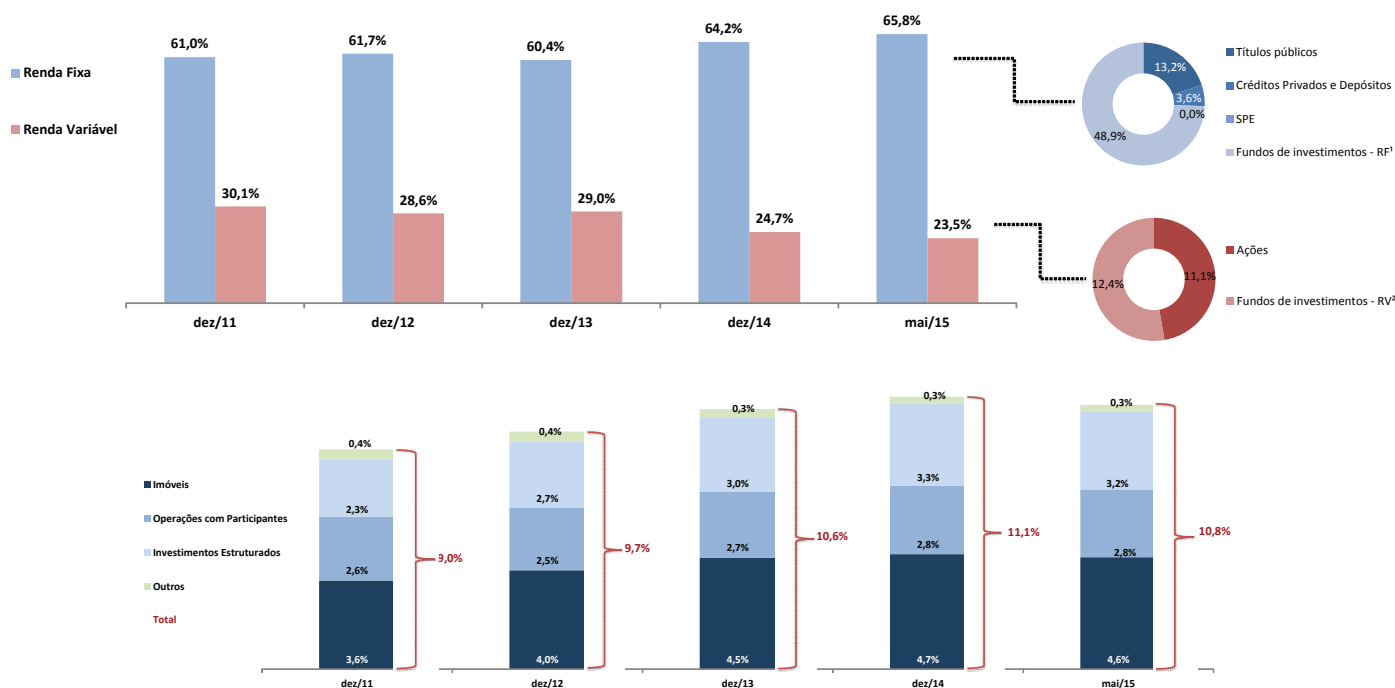 65,8%
64,2%
61,7%
61,0%
60,4%
Renda Fixa
Renda Variável
30,1%
28,6%
29,0%
24,7%
23,5%
dez/11
dez/12
dez/13
dez/14
mai/15
Títulos públicos
13,2%
Créditos Privados e Depósitos
3,6%
0,0%
SPE
48,9%
Fundos de investimentos - RF¹
Ações
11,1%
12,4%
Fundos de investimentos - RV²
0,4%
0,4%
0,3%
0,3%
0,3%
Imóveis
Operações com Participantes
Investimentos Estruturados
Outros
Total
2,3%
2,7%
3,0%
3,3%
3,2%
2,6%
2,5%
2,7%
2,8%
2,8%
3,6%
4,0%
4,5%
4,7%
4,6%
9,0%
9,7%
10,6%
11,1%
10,8%
dez/11
dez/12
dez/13
dez/14
mai/15